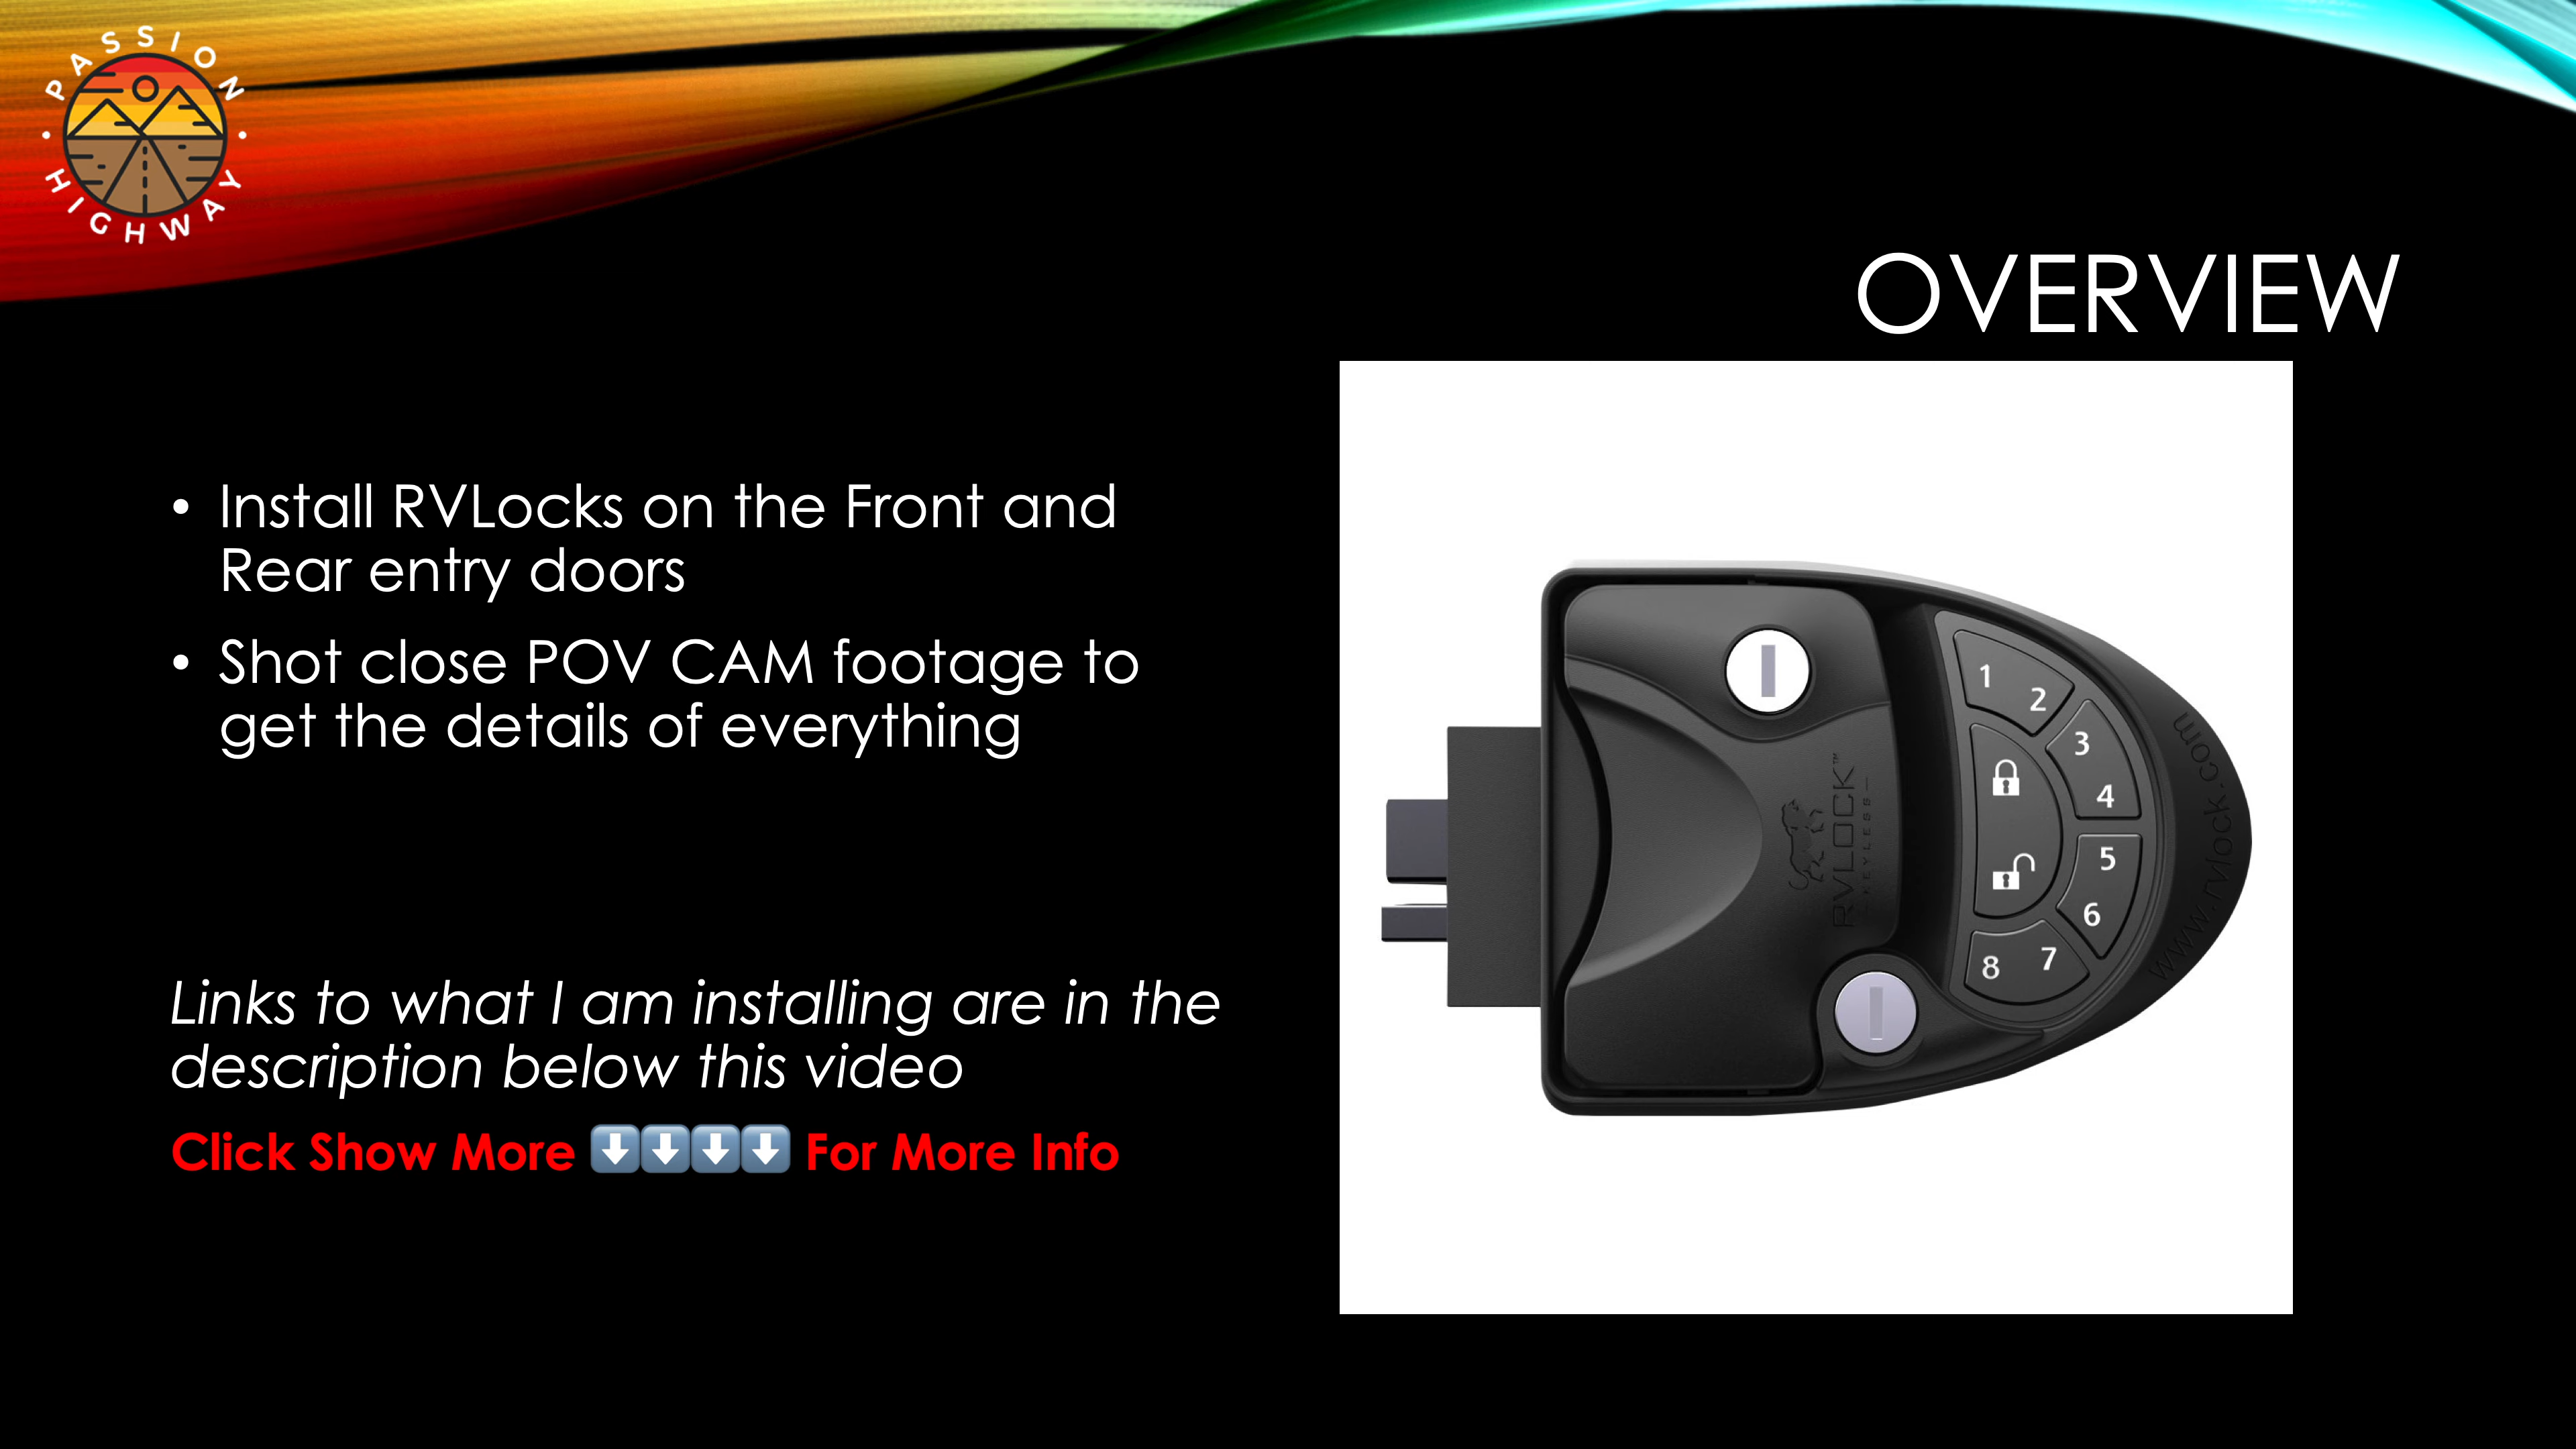 PASSION
HIGHWAY
OVERVIEW
• Install RVLocks on the Front and
Rear entry doors
• Shot close POV CAM footage to
get the details of everything
Links to what I am installing are in the
description below this video
Click Show More ⬇️⬇️⬇️⬇️ For More Info
1 2
3 4
5 6
7 8
RVLOCK™
KEYLESS
www.rvlock.com